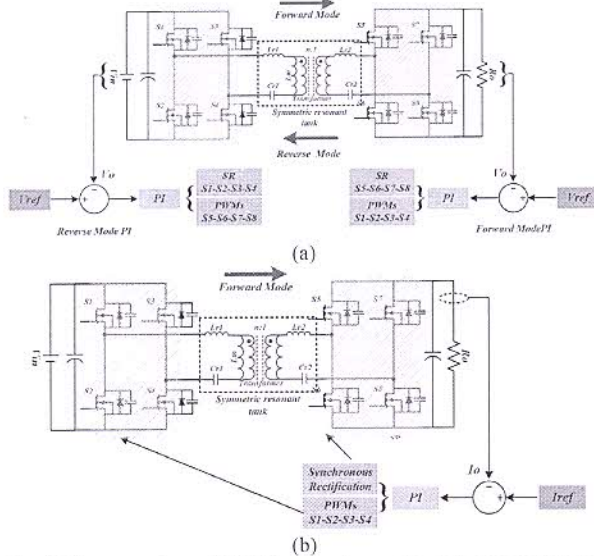 Forward Mode
S1
S3
S5
S7
Lr1
n:1
Lr2
Lm
Cr1
Cr2
Transformer
Ro
S2
S4
Symmetric resonant
tank
Reverse Mode
Vo
Vo
SR
S1-S2-S3-S4
SR
S5-S6-S7-S8
Vref
+
-
PI
{
PWMs
S5-S6-S7-S8
PWMs
S1-S2-S3-S4
}
PI
-
+
Vref
Reverse Mode PI
Forward ModePI
(a)
Forward Mode
S1
S3
S7
Lr1
n:1
Lr2
Lm
Cr1
Cr2
Transformer
Ro
S2
Symmetric resonant
tank
Synchronous
Rectification
Io
PWMs
S1-S2-S3-S4
}
PI
-
+
Iref
(b)